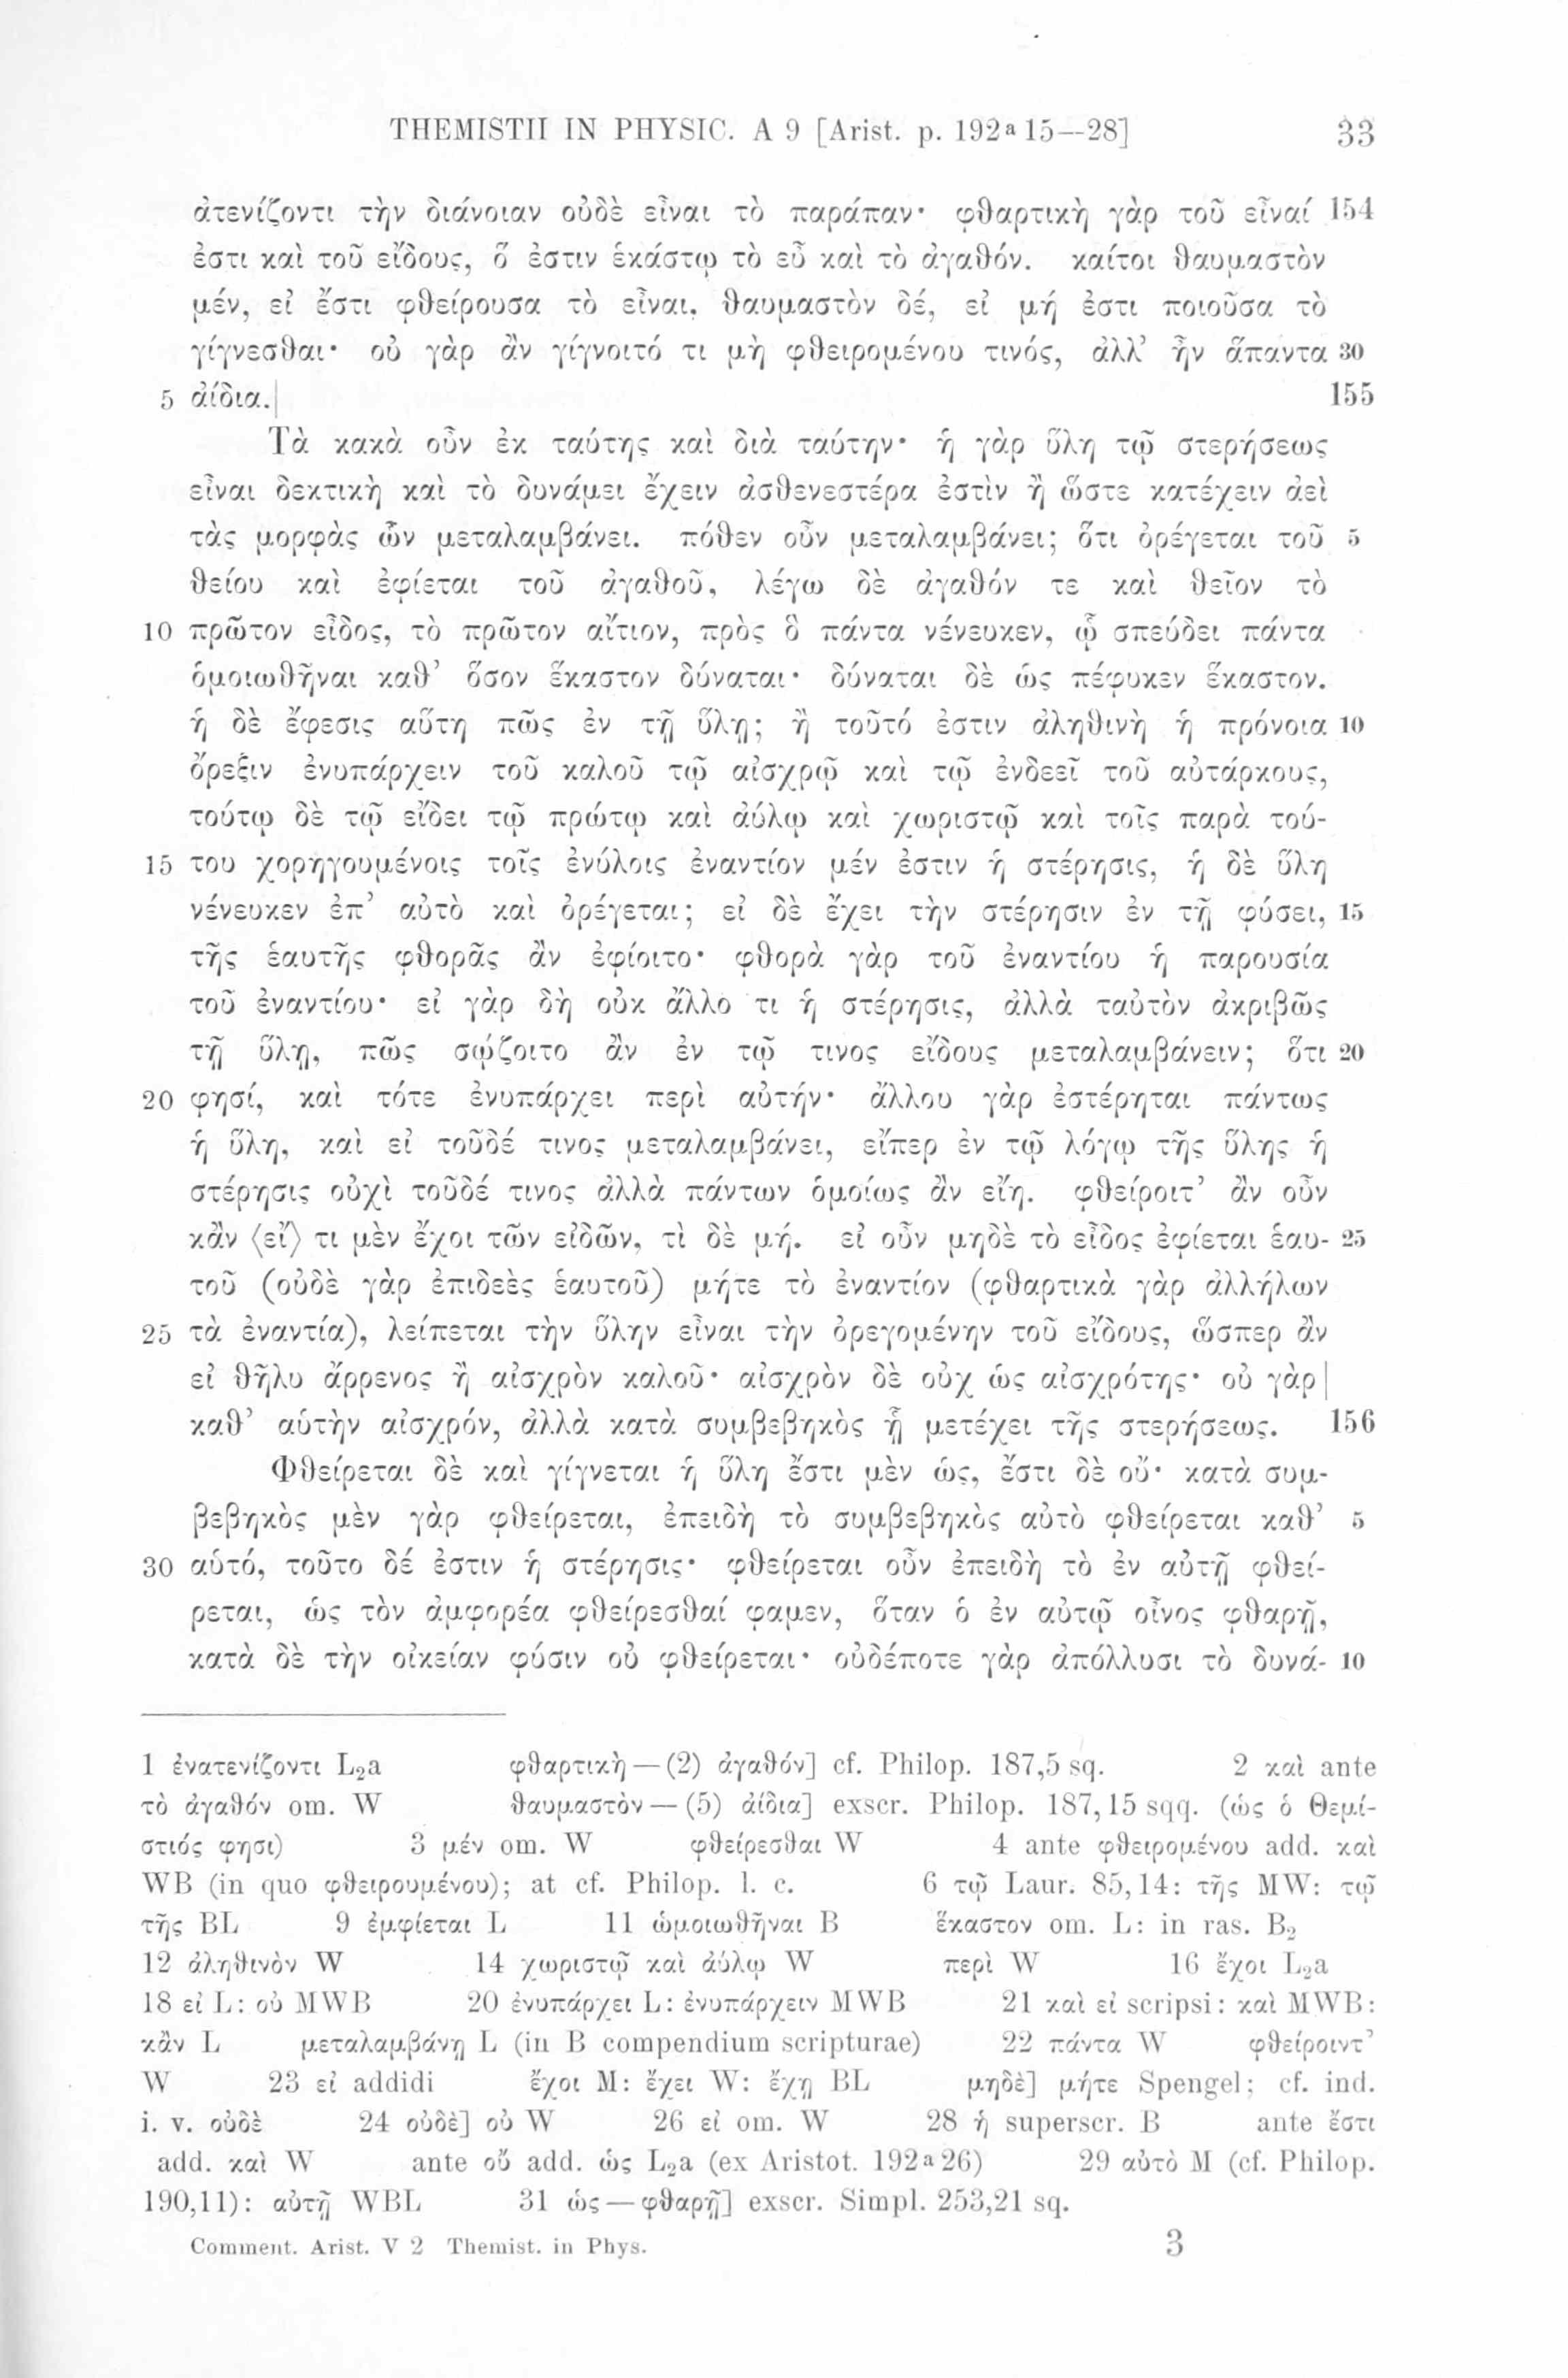 THEMISTII IN PHYSIC. A 9 [Arist. p. 192ᵃ 15—28] 33
ἀτενίζοντι τὴν διάνοιαν οὐδὲ εἶναι τὸ παράπαν· φθαρτικὴ γὰρ τοῦ εἶναί 154
ἐστι καὶ τοῦ εἴδους, ὅ ἐστιν ἑκάστῳ τὸ εὖ καὶ τὸ ἀγαθόν. καίτοι θαυμαστὸν
μέν, εἰ ἔστι φθείρουσα τὸ εἶναι, θαυμαστὸν δέ, εἰ μή ἐστι ποιοῦσα τὸ
γίγνεσθαι· οὐ γὰρ ἂν γίγνοιτό τι μὴ φθειρομένου τινός, ἀλλ’ ἦν ἅπαντα 30
5 ἀίδια.| 155
Τὰ κακὰ οὖν ἐκ ταύτης καὶ διὰ ταύτην· ἡ γὰρ ὕλη τῷ στερήσεως
εἶναι δεκτικὴ καὶ τὸ δυνάμει ἔχειν ἀσθενεστέρα ἐστὶν ἢ ὥστε κατέχειν ἀεὶ
τὰς μορφὰς ὧν μεταλαμβάνει. πόθεν οὖν μεταλαμβάνει; ὅτι ὀρέγεται τοῦ 5
θείου καὶ ἐφίεται τοῦ ἀγαθοῦ, λέγω δὲ ἀγαθόν τε καὶ θεῖον τὸ
10 πρῶτον εἶδος, τὸ πρῶτον αἴτιον, πρὸς ὃ πάντα νένευκεν, ᾧ σπεύδει πάντα
ὁμοιωθῆναι καθ’ ὅσον ἕκαστον δύναται· δύναται δὲ ὡς πέφυκεν ἕκαστον.
ἡ δὲ ἔφεσις αὕτη πῶς ἐν τῇ ὕλῃ; ἢ τοῦτό ἐστιν ἀληθινὴ ἡ πρόνοια 10
ὄρεξιν ἐνυπάρχειν τοῦ καλοῦ τῷ αἰσχρῷ καὶ τῷ ἐνδεεῖ τοῦ αὐτάρκους,
τούτῳ δὲ τῷ εἴδει τῷ πρώτῳ καὶ ἀύλῳ καὶ χωριστῷ καὶ τοῖς παρὰ τού-
15 του χορηγουμένοις τοῖς ἐνύλοις ἐναντίον μέν ἐστιν ἡ στέρησις, ἡ δὲ ὕλη
νένευκεν ἐπ’ αὐτὸ καὶ ὀρέγεται; εἰ δὲ ἔχει τὴν στέρησιν ἐν τῇ φύσει, 15
τῆς ἑαυτῆς φθορᾶς ἂν ἐφίοιτο· φθορὰ γὰρ τοῦ ἐναντίου ἡ παρουσία
τοῦ ἐναντίου· εἰ γὰρ δὴ οὐκ ἄλλο τι ἡ στέρησις, ἀλλὰ ταὐτὸν ἀκριβῶς
τῇ ὕλῃ, πῶς σῴζοιτο ἂν ἐν τῷ τινος εἴδους μεταλαμβάνειν; ὅτι 20
20 φησί, καὶ τότε ἐνυπάρχει περὶ αὐτήν· ἄλλου γὰρ ἐστέρηται πάντως
ἡ ὕλη, καὶ εἰ τοῦδέ τινος μεταλαμβάνει, εἴπερ ἐν τῷ λόγῳ τῆς ὕλης ἡ
στέρησις οὐχὶ τοῦδέ τινος ἀλλὰ πάντων ὁμοίως ἂν εἴη. φθείροιτ’ ἂν οὖν
κἂν ⟨εἴ⟩ τι μὲν ἔχοι τῶν εἰδῶν, τὶ δὲ μή. εἰ οὖν μηδὲ τὸ εἶδος ἐφίεται ἑαυ- 25
τοῦ (οὐδὲ γὰρ ἐπιδεὲς ἑαυτοῦ) μήτε τὸ ἐναντίον (φθαρτικὰ γὰρ ἀλλήλων
25 τὰ ἐναντία), λείπεται τὴν ὕλην εἶναι τὴν ὀρεγομένην τοῦ εἴδους, ὥσπερ ἂν
εἰ θῆλυ ἄρρενος ἢ αἰσχρὸν καλοῦ· αἰσχρὸν δὲ οὐχ ὡς αἰσχρότης· οὐ γὰρ|
καθ’ αὑτὴν αἰσχρόν, ἀλλὰ κατὰ συμβεβηκὸς ᾗ μετέχει τῆς στερήσεως. 156
Φθείρεται δὲ καὶ γίγνεται ἡ ὕλη ἔστι μὲν ὡς, ἔστι δὲ οὔ· κατὰ συμ-
βεβηκὸς μὲν γὰρ φθείρεται, ἐπειδὴ τὸ συμβεβηκὸς αὐτὸ φθείρεται καθ’ 5
30 αὑτό, τοῦτο δέ ἐστιν ἡ στέρησις· φθείρεται οὖν ἐπειδὴ τὸ ἐν αὐτῇ φθεί-
ρεται, ὡς τὸν ἀμφορέα φθείρεσθαί φαμεν, ὅταν ὁ ἐν αὐτῷ οἶνος φθαρῇ,
κατὰ δὲ τὴν οἰκείαν φύσιν οὐ φθείρεται· οὐδέποτε γὰρ ἀπόλλυσι τὸ δυνά- 10
1 ἐνατενίζοντι L₂a φθαρτικὴ — (2) ἀγαθόν] cf. Philop. 187,5 sq. 2 καὶ ante
τὸ ἀγαθόν om. W θαυμαστὸν — (5) ἀίδια] exscr. Philop. 187,15 sqq. (ὡς ὁ Θεμί-
στιός φησι) 3 μέν om. W φθείρεσθαι W 4 ante φθειρομένου add. καὶ
WB (in quo φθειρουμένου); at cf. Philop. l. c. 6 τῷ Laur. 85,14: τῆς MW: τῷ
τῆς BL 9 ἐμφίεται L 11 ὡμοιωθῆναι B ἕκαστον om. L: in ras. B₂
12 ἀληθινὸν W 14 χωριστῷ καὶ ἀύλῳ W περὶ W 16 ἔχοι L₂a
18 εἰ L: οὐ MWB 20 ἐνυπάρχει L: ἐνυπάρχειν MWB 21 καὶ εἰ scripsi: καὶ MWB:
κἂν L μεταλαμβάνῃ L (in B compendium scripturae) 22 πάντα W φθείροιντ’
W 23 εἰ addidi ἔχοι M: ἔχει W: ἔχῃ BL μηδὲ] μήτε Spengel; cf. ind.
i. v. οὐδὲ 24 οὐδὲ] οὐ W 26 εἰ om. W 28 ἡ superscr. B ante ἔστι
add. καὶ W ante οὔ add. ὡς L₂a (ex Aristot. 192ᵃ26) 29 αὐτὸ M (cf. Philop.
190,11): αὐτῇ WBL 31 ὡς — φθαρῇ] exscr. Simpl. 253,21 sq.
Comment. Arist. V 2 Themist. in Phys. 3